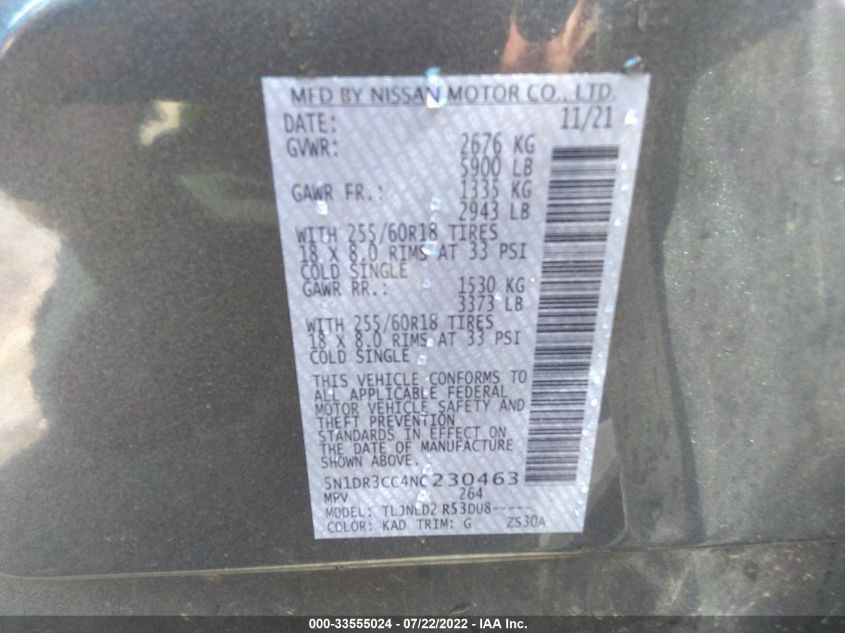 MFD BY NISSAN MOTOR CO., LTD.
DATE: 11/21
GVWR: 2676 KG
5900 LB
GAWR FR.: 1335 KG
2943 LB
WITH 255/60R18 TIRES
18 X 8.0 RIMS AT 33 PSI
COLD SINGLE
GAWR RR.: 1530 KG
3373 LB
WITH 255/60R18 TIRES
18 X 8.0 RIMS AT 33 PSI
COLD SINGLE
THIS VEHICLE CONFORMS TO
ALL APPLICABLE FEDERAL
MOTOR VEHICLE SAFETY AND
THEFT PREVENTION
STANDARDS IN EFFECT ON
THE DATE OF MANUFACTURE
SHOWN ABOVE.
5N1DR3CC4NC230463
MPV 264
MODEL: TLJNLD2 R53DU8-----
COLOR: KAD TRIM: G ZS30A
000-33555024 - 07/22/2022 - IAA Inc.